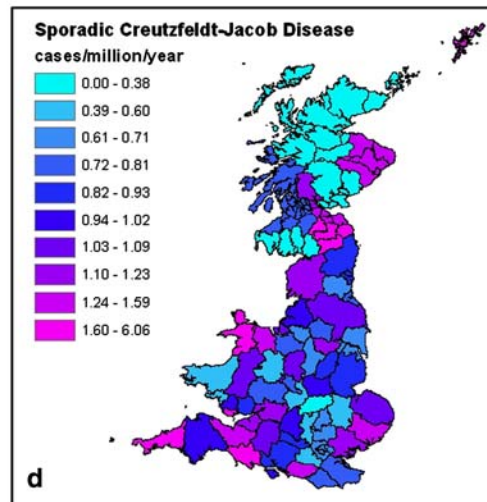 Sporadic Creutzfeldt-Jacob Disease
cases/million/year
0.00 - 0.38
0.39 - 0.60
0.61 - 0.71
0.72 - 0.81
0.82 - 0.93
0.94 - 1.02
1.03 - 1.09
1.10 - 1.23
1.24 - 1.59
1.60 - 6.06
d